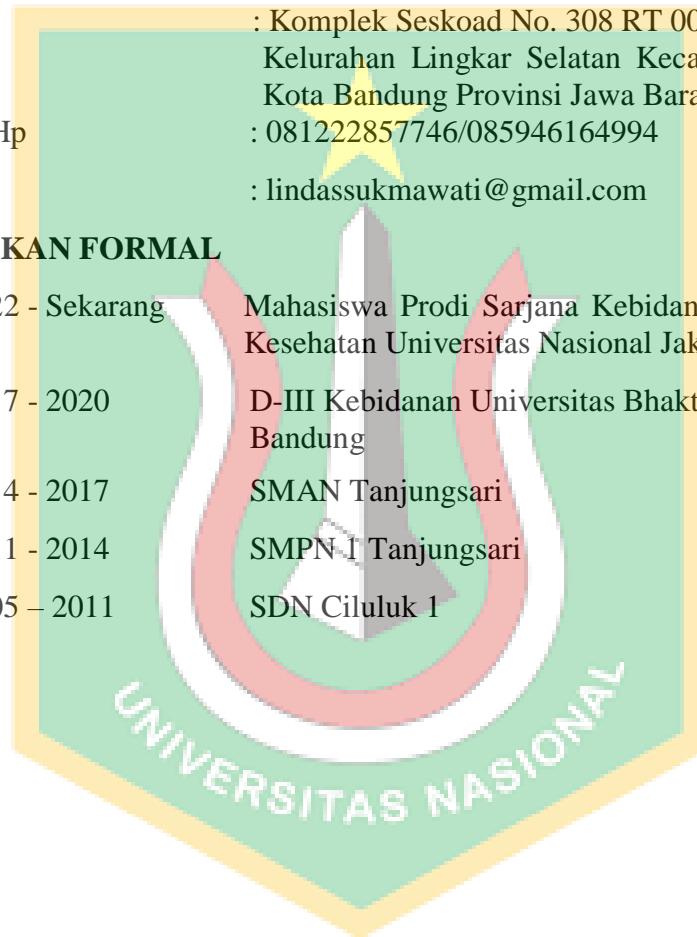 : Komplek Seskoad No. 308 RT 00
Kelurahan Lingkar Selatan Keca
Kota Bandung Provinsi Jawa Bara
Hp : 081222857746/085946164994
: lindassukmawati@gmail.com
KAN FORMAL
22 - Sekarang Mahasiswa Prodi Sarjana Kebidan
Kesehatan Universitas Nasional Jak
7 - 2020 D-III Kebidanan Universitas Bhakt
Bandung
4 - 2017 SMAN Tanjungsari
1 - 2014 SMPN 1 Tanjungsari
05 – 2011 SDN Ciluluk 1
UNIVERSITAS NASIONAL